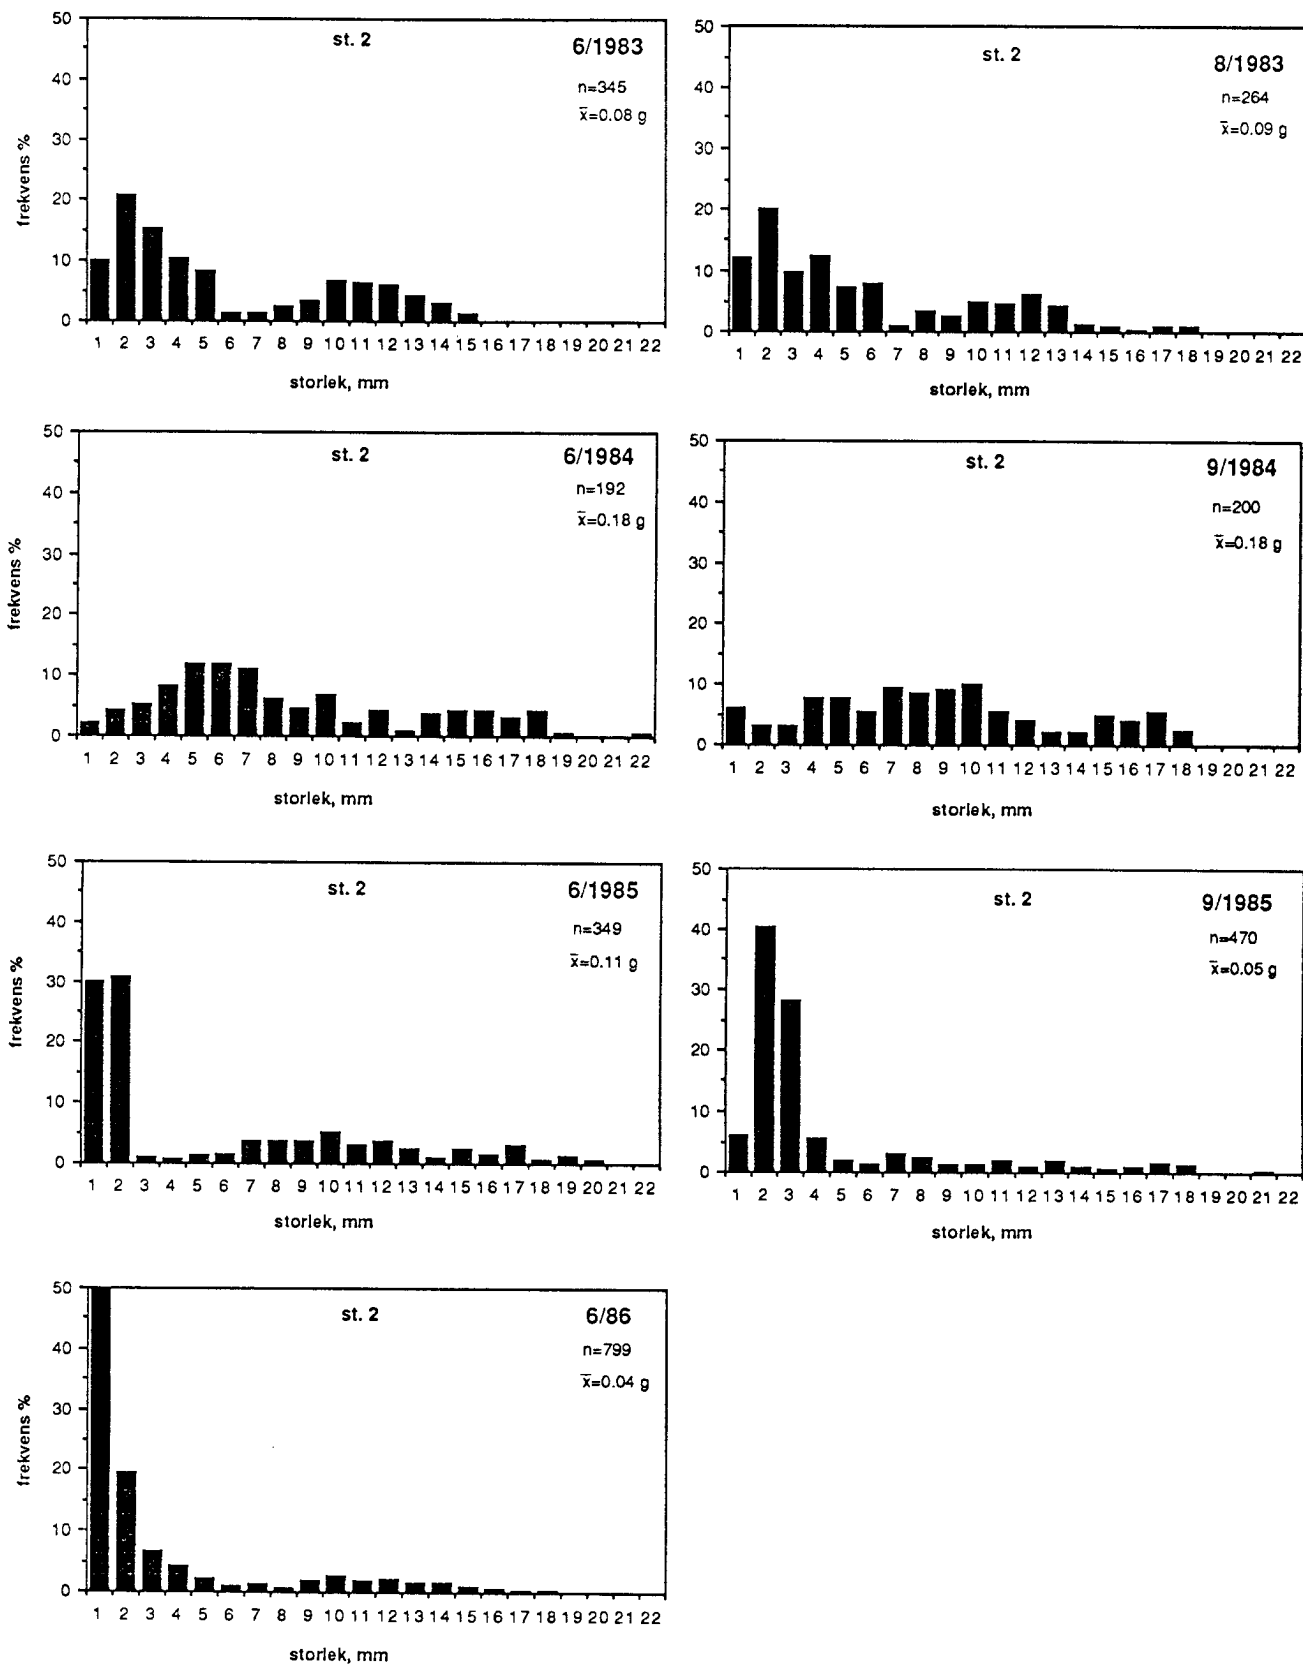 50
st. 2
6/1983
40
n=345
x̄=0.08 g
30
frekvens %
20
10
0
1 2 3 4 5 6 7 8 9 10 11 12 13 14 15 16 17 18 19 20 21 22
storlek, mm
50
st. 2
8/1983
40
n=264
x̄=0.09 g
30
20
10
0
1 2 3 4 5 6 7 8 9 10 11 12 13 14 15 16 17 18 19 20 21 22
storlek, mm
50
st. 2
6/1984
40
n=192
x̄=0.18 g
30
frekvens %
20
10
0
1 2 3 4 5 6 7 8 9 10 11 12 13 14 15 16 17 18 19 20 21 22
storlek, mm
50
st. 2
9/1984
40
n=200
x̄=0.18 g
30
20
10
0
1 2 3 4 5 6 7 8 9 10 11 12 13 14 15 16 17 18 19 20 21 22
storlek, mm
50
st. 2
6/1985
40
n=349
x̄=0.11 g
30
frekvens %
20
10
0
1 2 3 4 5 6 7 8 9 10 11 12 13 14 15 16 17 18 19 20 21 22
storlek, mm
50
st. 2
9/1985
40
n=470
x̄=0.05 g
30
20
10
0
1 2 3 4 5 6 7 8 9 10 11 12 13 14 15 16 17 18 19 20 21 22
storlek, mm
50
st. 2
6/86
40
n=799
x̄=0.04 g
30
frekvens %
20
10
0
1 2 3 4 5 6 7 8 9 10 11 12 13 14 15 16 17 18 19 20 21 22
storlek, mm